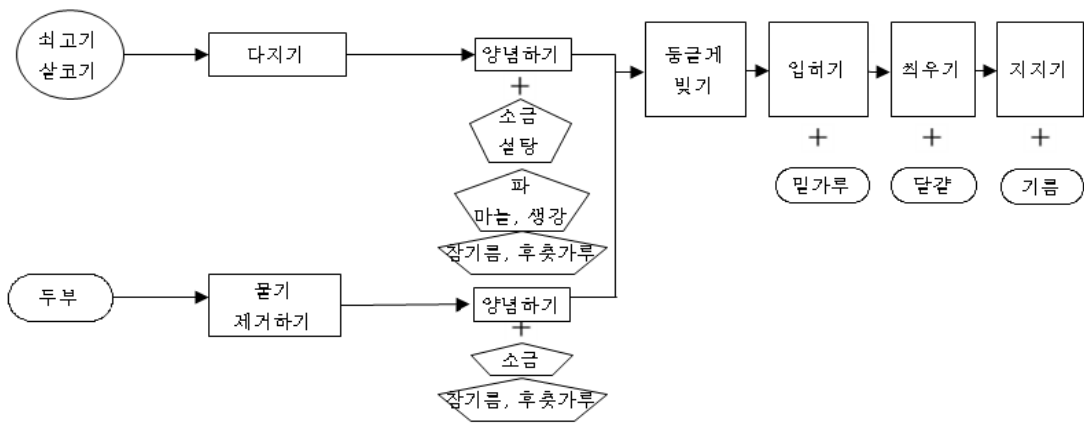 쇠고기
살코기
다지기
양념하기
소금
설탕
파
마늘, 생강
참기름, 후춧가루
두부
물기
제거하기
양념하기
소금
참기름, 후춧가루
둥글게
빚기
입히기
씌우기
지지기
밀가루
달걀
기름